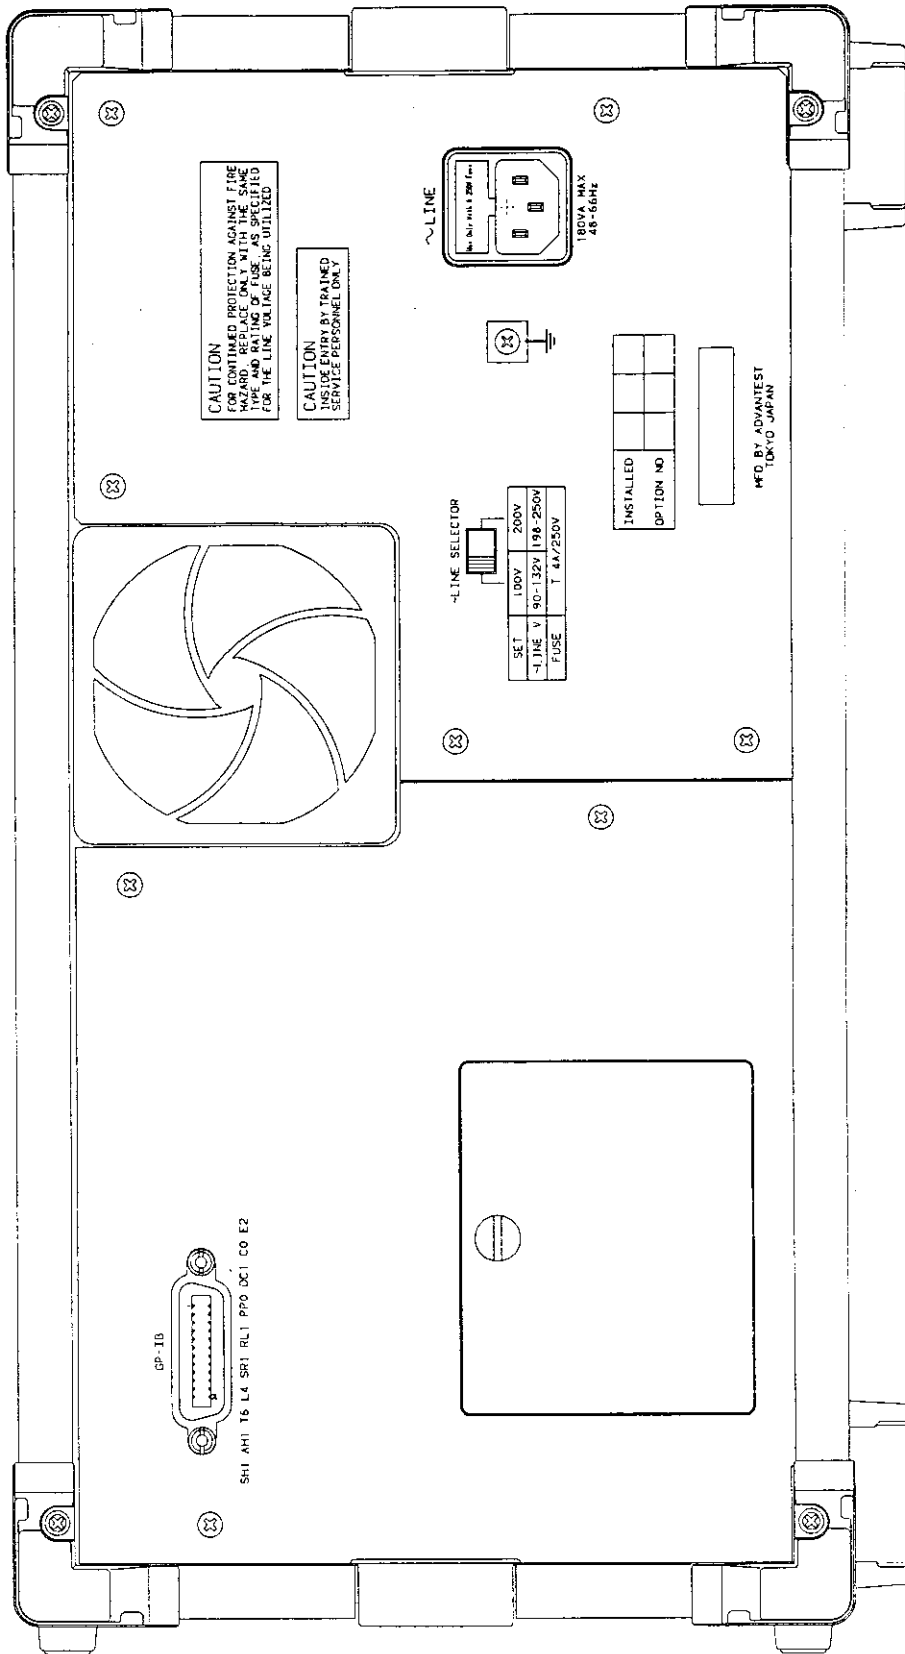 GP-IB
SH1 AH1 T6 L4 SR1 RL1 PP0 DC1 C0 E2
CAUTION
FOR CONTINUED PROTECTION AGAINST FIRE
HAZARD, REPLACE ONLY WITH THE SAME
TYPE AND RATING OF FUSE, AS SPECIFIED
FOR THE LINE VOLTAGE BEING UTILIZED
CAUTION
INSIDE ENTRY BY TRAINED
SERVICE PERSONNEL ONLY
~LINE
180VA MAX
48-66Hz
~LINE SELECTOR
SET 100V 200V
~LINE V 90-132V 198-250V
FUSE T 4A/250V
INSTALLED
OPTION NO
MFD BY ADVANTEST
TOKYO JAPAN